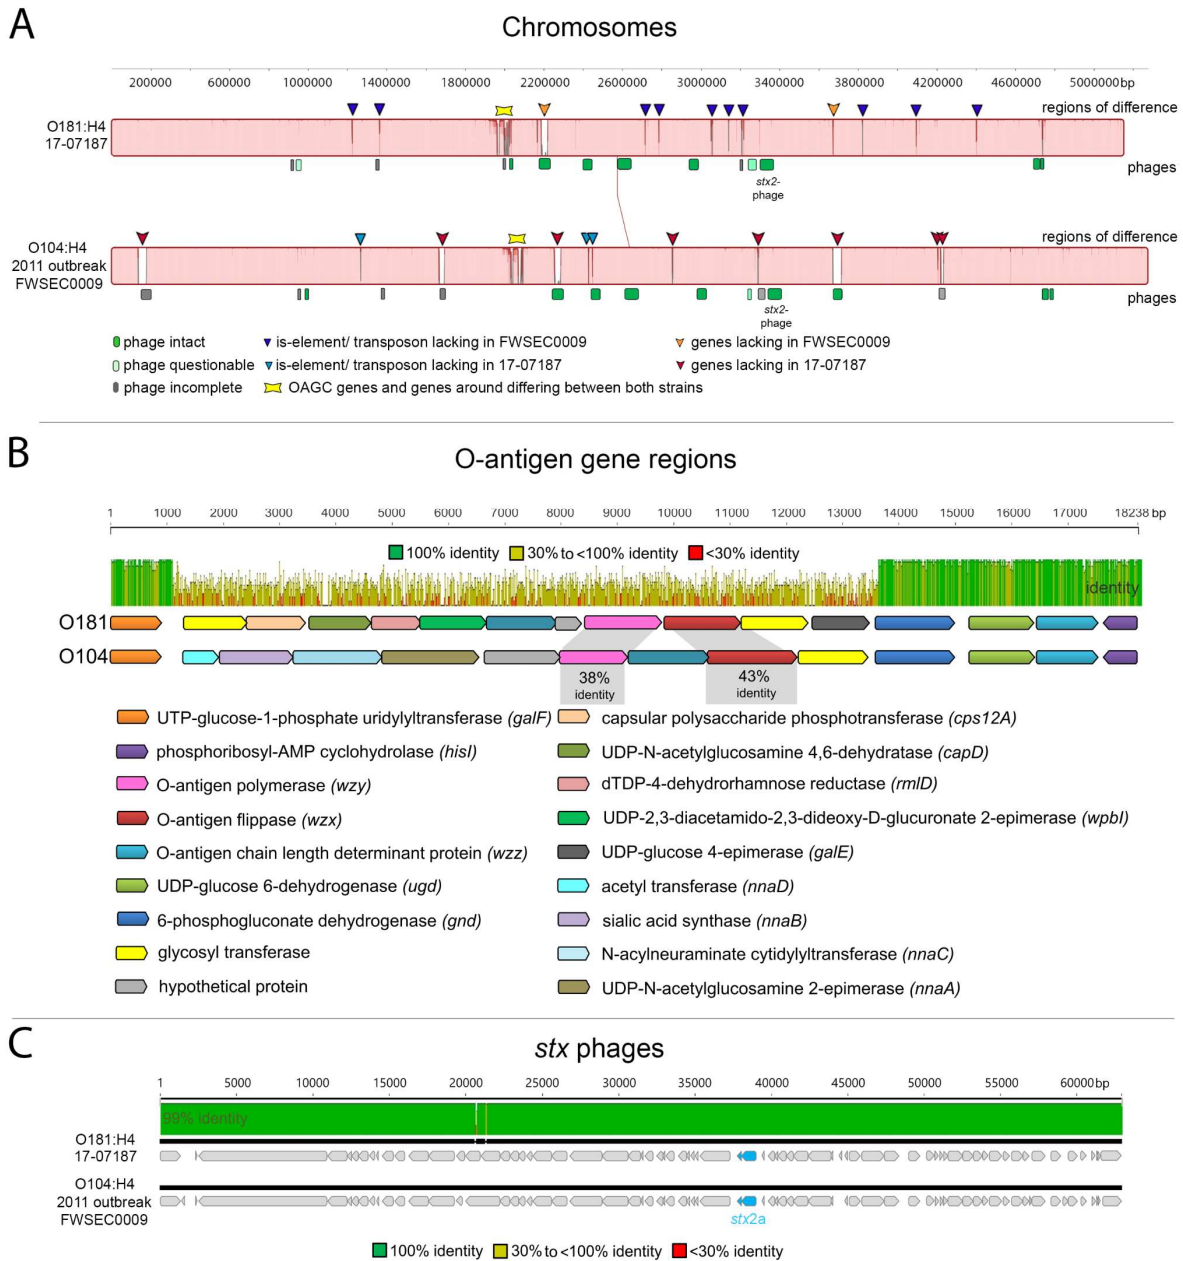 A
Chromosomes
200000 600000 1000000 1400000 1800000 2200000 2600000 3000000 3400000 3800000 4200000 4600000 5000000bp
regions of difference
O181:H4
17-07187
phages
stx2-
phage
regions of difference
O104:H4
2011 outbreak
FWSEC0009
phages
stx2-
phage
phage intact
is-element/ transposon lacking in FWSEC0009
genes lacking in FWSEC0009
phage questionable
is-element/ transposon lacking in 17-07187
genes lacking in 17-07187
phage incomplete
OAGC genes and genes around differing between both strains
B
O-antigen gene regions
1 1000 2000 3000 4000 5000 6000 7000 8000 9000 10000 11000 12000 13000 14000 15000 16000 17000 18238 bp
100% identity 30% to <100% identity <30% identity
identity
O181
O104
38%
identity
43%
identity
UTP-glucose-1-phosphate uridylyltransferase (galF)
capsular polysaccharide phosphotransferase (cps12A)
phosphoribosyl-AMP cyclohydrolase (hisI)
UDP-N-acetylglucosamine 4,6-dehydratase (capD)
O-antigen polymerase (wzy)
dTDP-4-dehydrorhamnose reductase (rmlD)
O-antigen flippase (wzx)
UDP-2,3-diacetamido-2,3-dideoxy-D-glucuronate 2-epimerase (wpbI)
O-antigen chain length determinant protein (wzz)
UDP-glucose 4-epimerase (galE)
UDP-glucose 6-dehydrogenase (ugd)
acetyl transferase (nnaD)
6-phosphogluconate dehydrogenase (gnd)
sialic acid synthase (nnaB)
glycosyl transferase
N-acylneuraminate cytidylyltransferase (nnaC)
hypothetical protein
UDP-N-acetylglucosamine 2-epimerase (nnaA)
C
stx phages
1 5000 10000 15000 20000 25000 30000 35000 40000 45000 50000 55000 60000bp
99% identity
O181:H4
17-07187
O104:H4
2011 outbreak
FWSEC0009
stx2a
100% identity 30% to <100% identity <30% identity